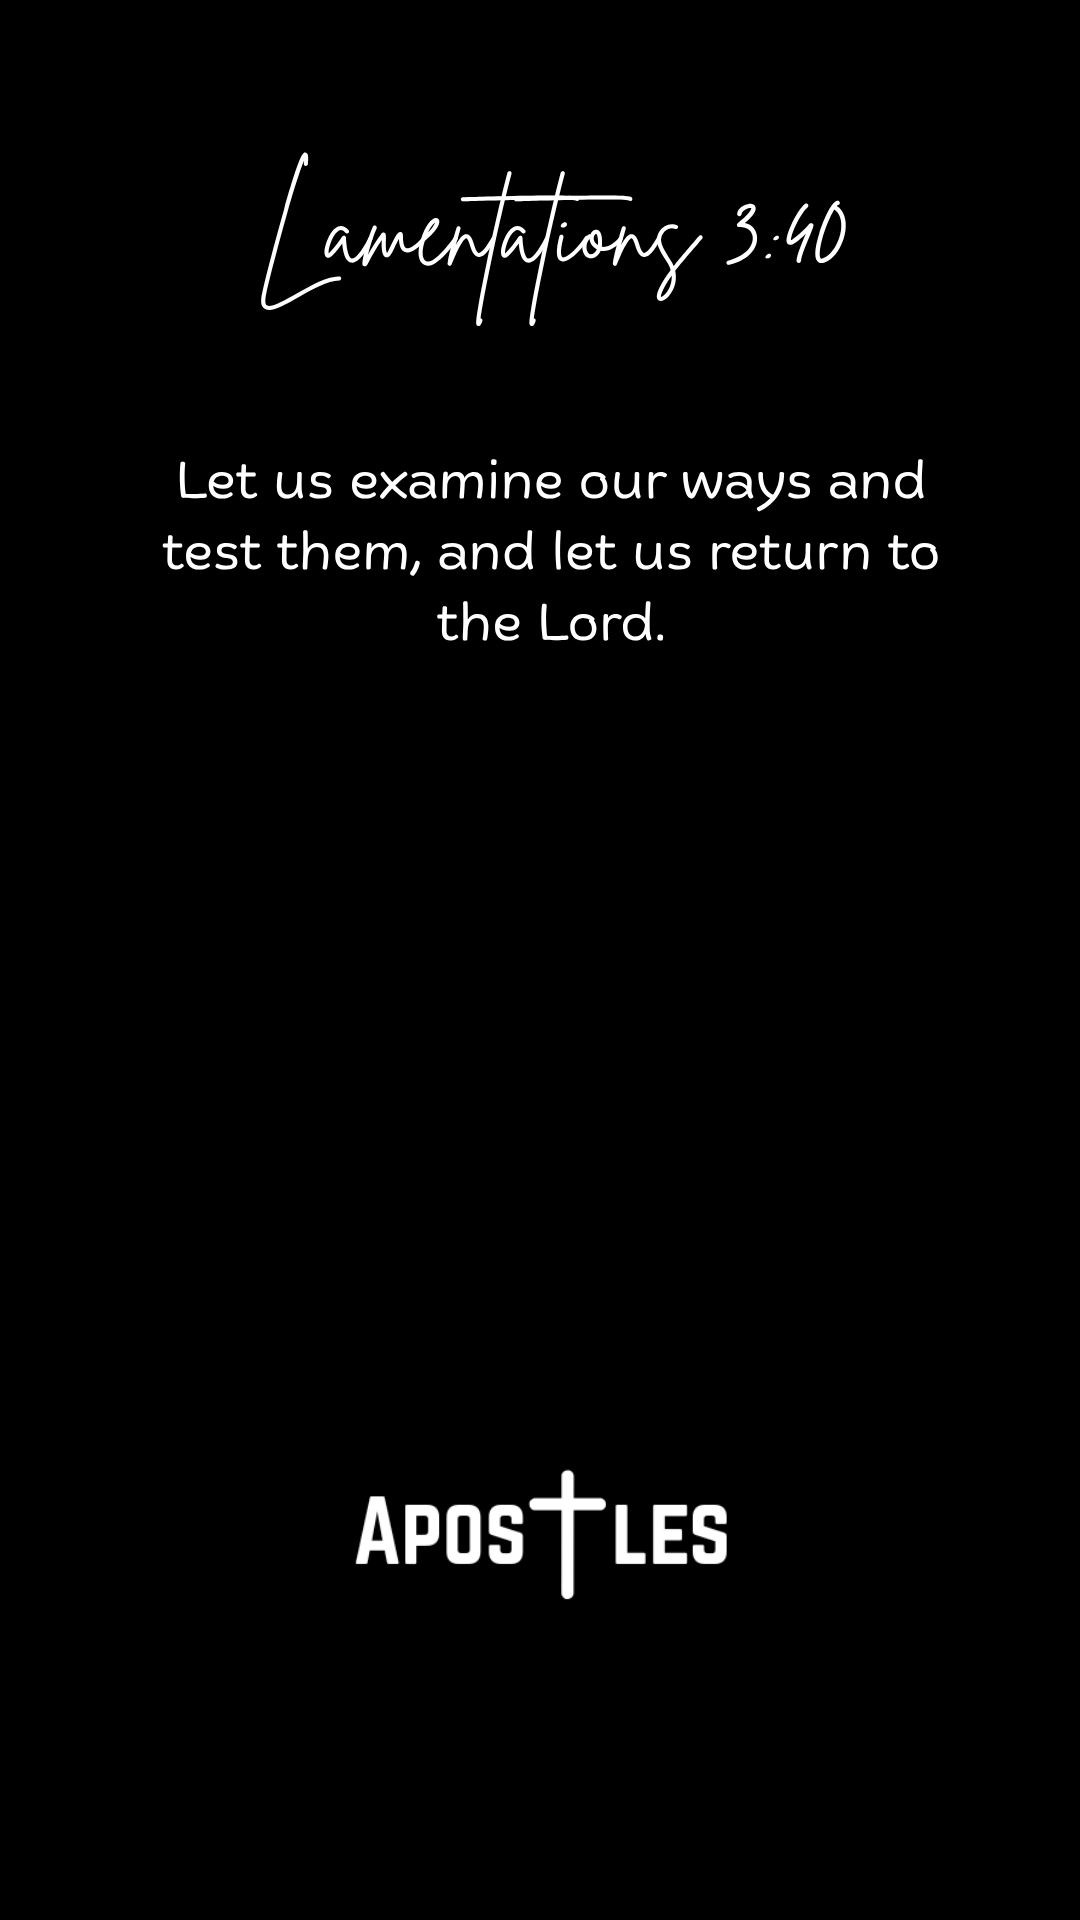 Lamentations 3:40
Let us examine our ways and
test them, and let us return to
the Lord.
Apostles